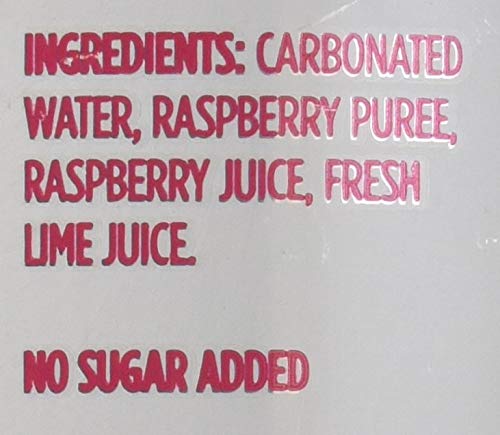 INGREDIENTS: CARBONATED
WATER, RASPBERRY PUREE,
RASPBERRY JUICE, FRESH
LIME JUICE.
NO SUGAR ADDED